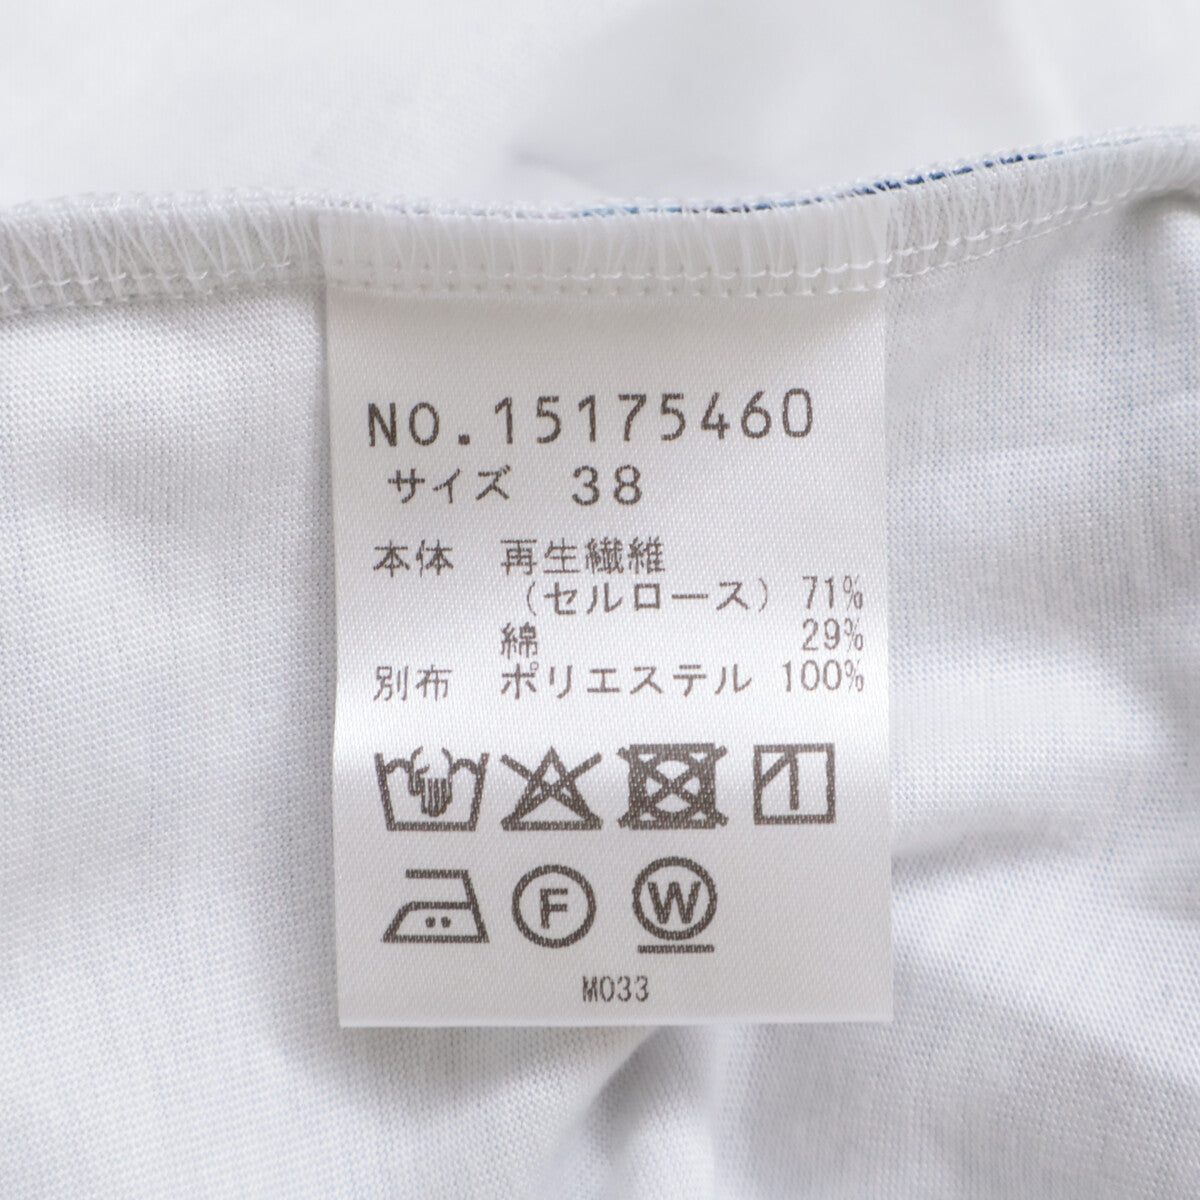 NO.15175460
サイズ 38
本体 再生繊維
(セルロース) 71%
綿 29%
別布 ポリエステル 100%
F W
M033